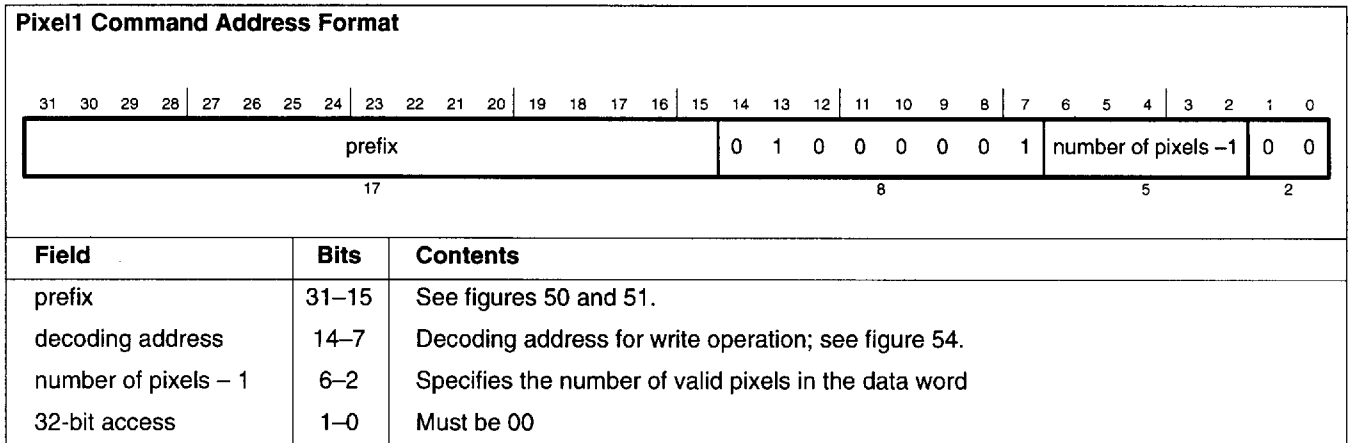 Pixel1 Command Address Format
31 30 29 28 27 26 25 24 23 22 21 20 19 18 17 16 15 14 13 12 11 10 9 8 7 6 5 4 3 2 1 0
prefix 0 1 0 0 0 0 0 1 number of pixels –1 0 0
17 8 5 2
Field Bits Contents
prefix 31–15 See figures 50 and 51.
decoding address 14–7 Decoding address for write operation; see figure 54.
number of pixels – 1 6–2 Specifies the number of valid pixels in the data word
32-bit access 1–0 Must be 00